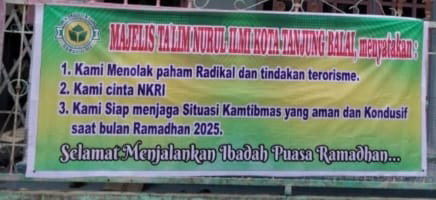 MAJELIS TA'LIM NURUL ILMI KOTA TANJUNG BALAI, menyatakan :
1. Kami Menolak paham Radikal dan tindakan terorisme.
2. Kami cinta NKRI
3. Kami Siap menjaga Situasi Kamtibmas yang aman dan Kondusif
saat bulan Ramadhan 2025.
Selamat Menjalankan Ibadah Puasa Ramadhan...